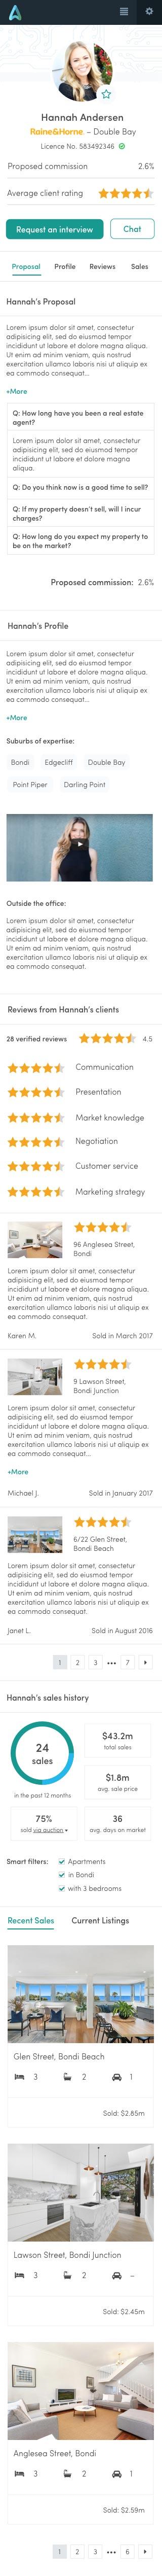 Hannah Andersen
Raine&Horne. – Double Bay
Licence No. 583492346
Proposed commission 2.6%
Average client rating
Request an interview Chat
Proposal Profile Reviews Sales
Hannah's Proposal
Lorem ipsum dolor sit amet, consectetur
adipisicing elit, sed do eiusmod tempor
incididunt ut labore et dolore magna aliqua.
Ut enim ad minim veniam, quis nostrud
exercitation ullamco laboris nisi ut aliquip ex
ea commodo consequat...
+More
Q: How long have you been a real estate
agent?
Lorem ipsum dolor sit amet, consectetur
adipisicing elit, sed do eiusmod tempor
incididunt ut labore et dolore magna
aliqua.
Q: Do you think now is a good time to sell?
Q: If my property doesn't sell, will I incur
charges?
Q: How long do you expect my property to
be on the market?
Proposed commission: 2.6%
Hannah's Profile
Lorem ipsum dolor sit amet, consectetur
adipisicing elit, sed do eiusmod tempor
incididunt ut labore et dolore magna aliqua.
Ut enim ad minim veniam, quis nostrud
exercitation ullamco laboris nisi ut aliquip ex
ea commodo consequat...
+More
Suburbs of expertise:
Bondi Edgecliff Double Bay
Point Piper Darling Point
Outside the office:
Lorem ipsum dolor sit amet, consectetur
adipisicing elit, sed do eiusmod tempor
incididunt ut labore et dolore magna aliqua.
Ut enim ad minim veniam, quis nostrud
exercitation ullamco laboris nisi ut aliquip ex
ea commodo consequat.
Reviews from Hannah's clients
28 verified reviews 4.5
Communication
Presentation
Market knowledge
Negotiation
Customer service
Marketing strategy
96 Anglesea Street,
Bondi
Lorem ipsum dolor sit amet, consectetur
adipisicing elit, sed do eiusmod tempor
incididunt ut labore et dolore magna aliqua.
Ut enim ad minim veniam, quis nostrud
exercitation ullamco laboris nisi ut aliquip ex
ea commodo consequat.
Karen M. Sold in March 2017
9 Lawson Street,
Bondi Junction
Lorem ipsum dolor sit amet, consectetur
adipisicing elit, sed do eiusmod tempor
incididunt ut labore et dolore magna aliqua.
Ut enim ad minim veniam, quis nostrud
exercitation ullamco laboris nisi ut aliquip ex
ea commodo consequat...
+More
Michael J. Sold in January 2017
6/22 Glen Street,
Bondi Beach
Lorem ipsum dolor sit amet, consectetur
adipisicing elit, sed do eiusmod tempor
incididunt ut labore et dolore magna aliqua.
Ut enim ad minim veniam, quis nostrud
exercitation ullamco laboris nisi ut aliquip ex
ea commodo consequat.
Janet L. Sold in August 2016
1 2 3 ••• 7
Hannah's sales history
24
sales
in the past 12 months
$43.2m
total sales
$1.8m
avg. sale price
75%
sold via auction
36
avg. days on market
Smart filters: Apartments
in Bondi
with 3 bedrooms
Recent Sales Current Listings
Glen Street, Bondi Beach
3 2 1
Sold: $2.85m
Lawson Street, Bondi Junction
3 2 –
Sold: $2.45m
Anglesea Street, Bondi
3 2 1
Sold: $2.59m
1 2 3 ••• 6